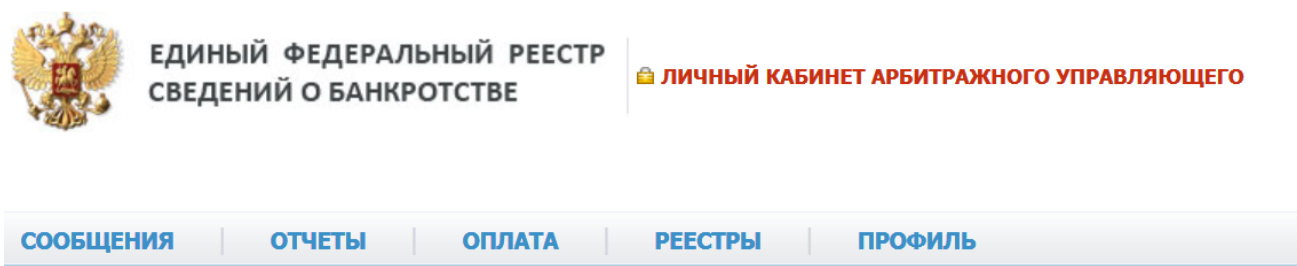 ЕДИНЫЙ ФЕДЕРАЛЬНЫЙ РЕЕСТР
СВЕДЕНИЙ О БАНКРОТСТВЕ
ЛИЧНЫЙ КАБИНЕТ АРБИТРАЖНОГО УПРАВЛЯЮЩЕГО
СООБЩЕНИЯ ОТЧЕТЫ ОПЛАТА РЕЕСТРЫ ПРОФИЛЬ